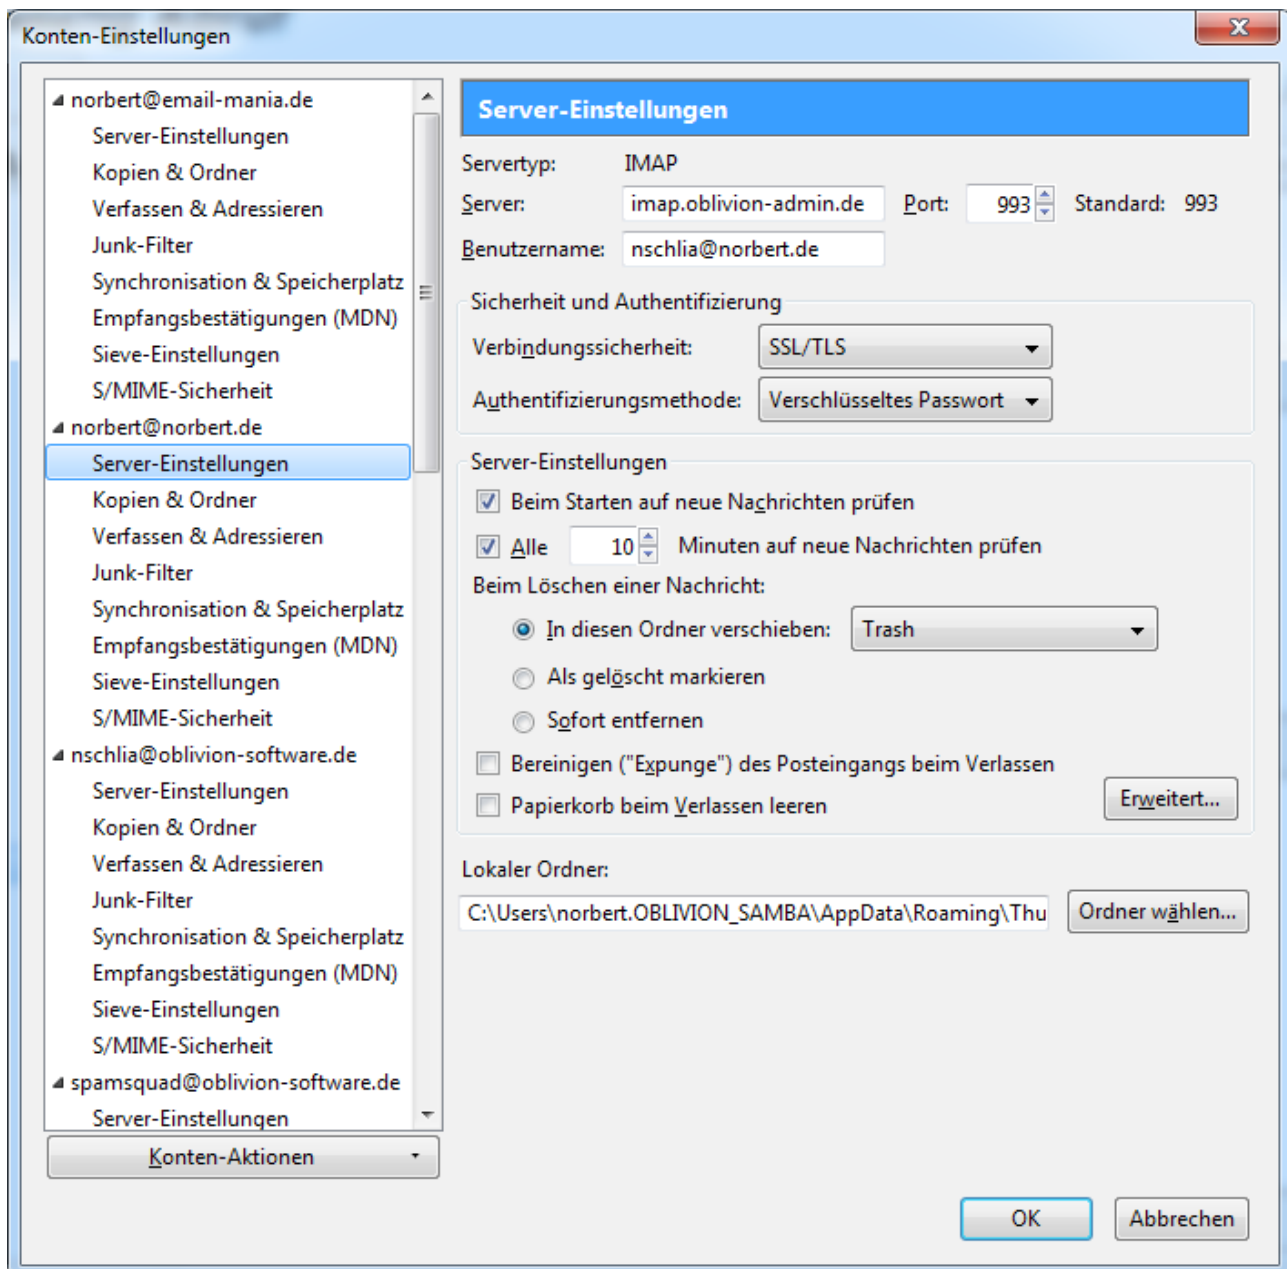 Konten-Einstellungen
norbert@email-mania.de
Server-Einstellungen
Kopien & Ordner
Verfassen & Adressieren
Junk-Filter
Synchronisation & Speicherplatz
Empfangsbestätigungen (MDN)
Sieve-Einstellungen
S/MIME-Sicherheit
norbert@norbert.de
Server-Einstellungen
Kopien & Ordner
Verfassen & Adressieren
Junk-Filter
Synchronisation & Speicherplatz
Empfangsbestätigungen (MDN)
Sieve-Einstellungen
S/MIME-Sicherheit
nschlia@oblivion-software.de
Server-Einstellungen
Kopien & Ordner
Verfassen & Adressieren
Junk-Filter
Synchronisation & Speicherplatz
Empfangsbestätigungen (MDN)
Sieve-Einstellungen
S/MIME-Sicherheit
spamsquad@oblivion-software.de
Server-Einstellungen
Konten-Aktionen
Server-Einstellungen
Servertyp: IMAP
Server: imap.oblivion-admin.de Port: 993 Standard: 993
Benutzername: nschlia@norbert.de
Sicherheit und Authentifizierung
Verbindungssicherheit: SSL/TLS
Authentifizierungsmethode: Verschlüsseltes Passwort
Server-Einstellungen
Beim Starten auf neue Nachrichten prüfen
Alle 10 Minuten auf neue Nachrichten prüfen
Beim Löschen einer Nachricht:
In diesen Ordner verschieben: Trash
Als gelöscht markieren
Sofort entfernen
Bereinigen ("Expunge") des Posteingangs beim Verlassen
Papierkorb beim Verlassen leeren
Erweitert...
Lokaler Ordner:
C:\Users\norbert.OBLIVION_SAMBA\AppData\Roaming\Thu Ordner wählen...
OK Abbrechen